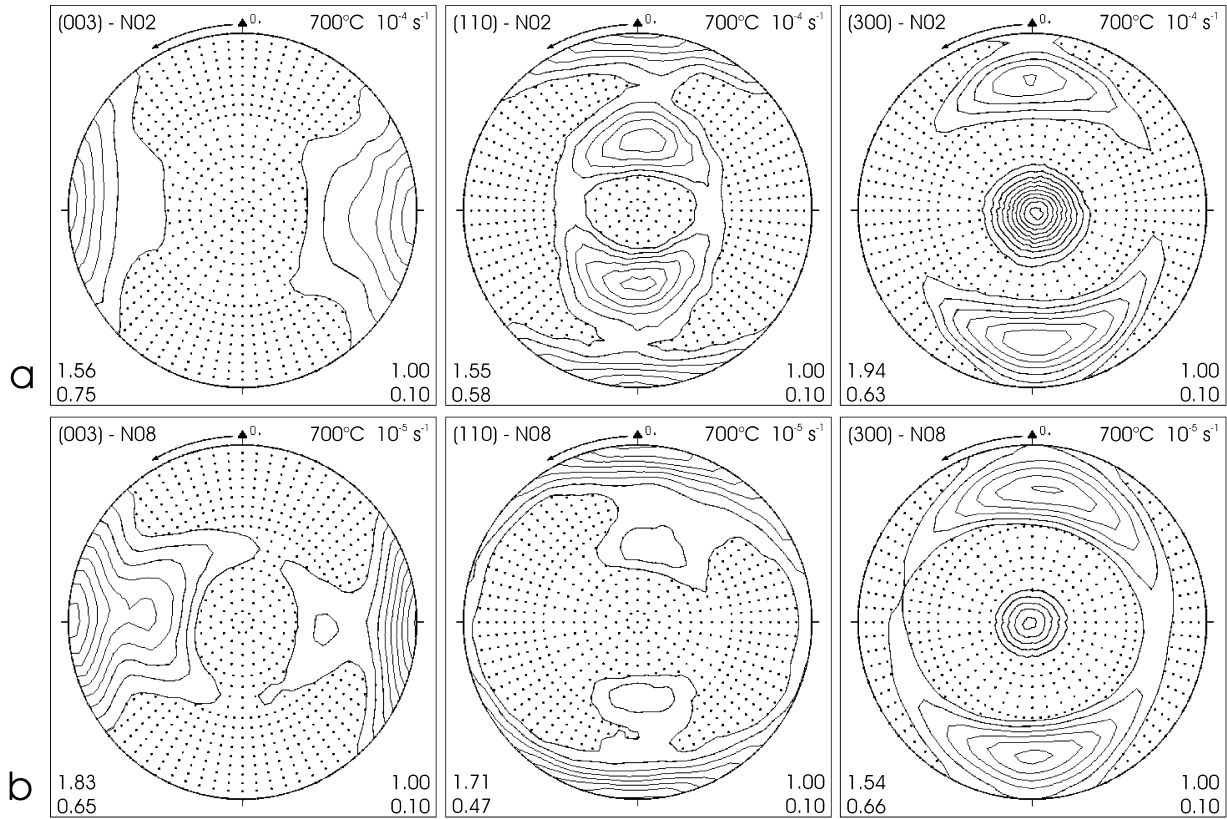 (003) - N02 0. 700°C 10⁻⁴ s⁻¹
1.56 1.00
0.75 0.10
(110) - N02 0. 700°C 10⁻⁴ s⁻¹
1.55 1.00
0.58 0.10
(300) - N02 0. 700°C 10⁻⁴ s⁻¹
1.94 1.00
0.63 0.10
a
(003) - N08 0. 700°C 10⁻⁵ s⁻¹
1.83 1.00
0.65 0.10
(110) - N08 0. 700°C 10⁻⁵ s⁻¹
1.71 1.00
0.47 0.10
(300) - N08 0. 700°C 10⁻⁵ s⁻¹
1.54 1.00
0.66 0.10
b